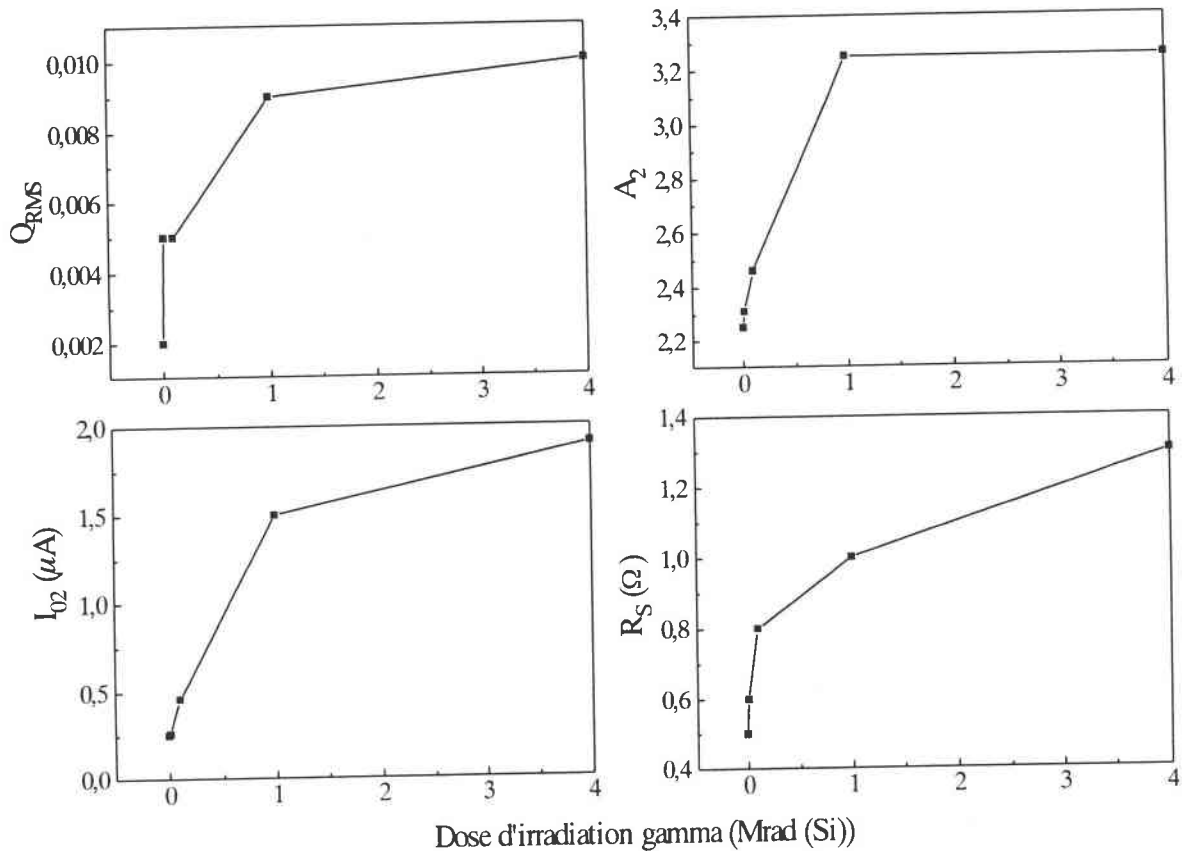 0,010
0,008
0,006
0,004
0,002
Q_RMS
0 1 2 3 4
3,4
3,2
3,0
2,8
2,6
2,4
2,2
A_2
0 1 2 3 4
2,0
1,5
1,0
0,5
0,0
I_02 (μA)
0 1 2 3 4
1,4
1,2
1,0
0,8
0,6
0,4
R_S (Ω)
0 1 2 3 4
Dose d'irradiation gamma (Mrad (Si))